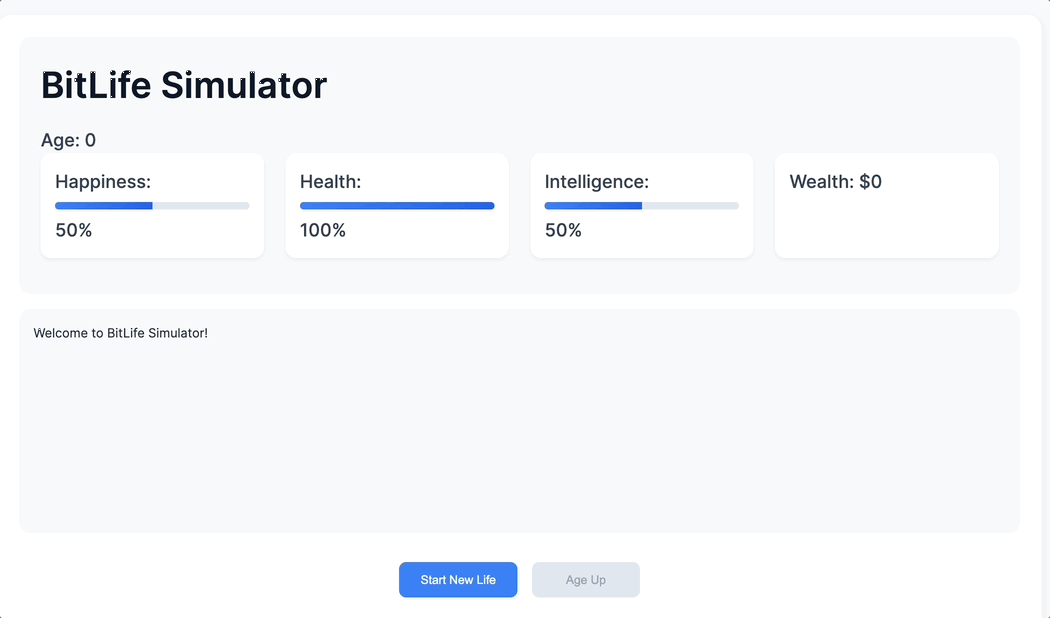 BitLife Simulator
Age: 0
Happiness:
50%
Health:
100%
Intelligence:
50%
Wealth: $0
Welcome to BitLife Simulator!
Start New Life
Age Up